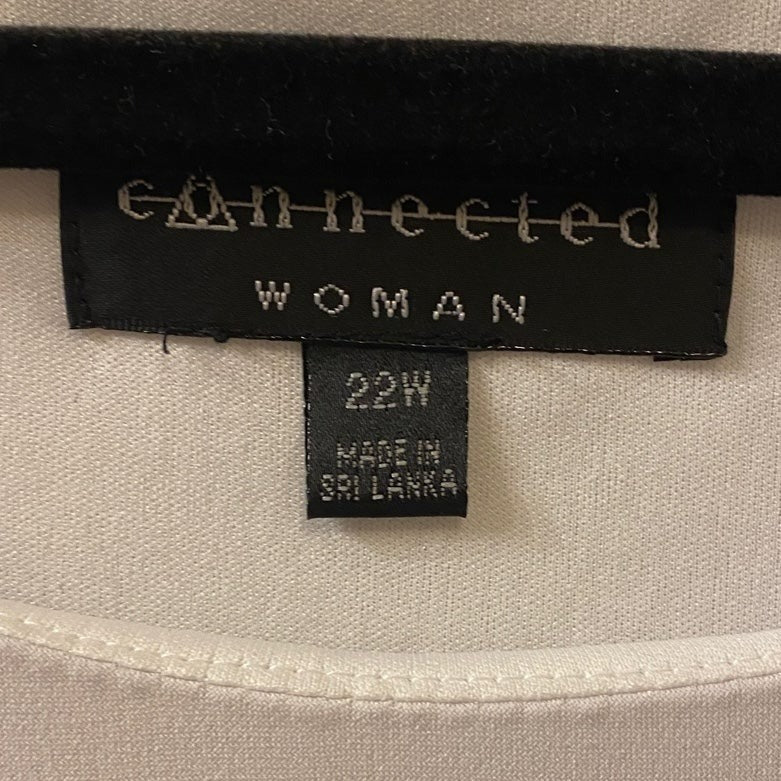 connected
WOMAN
22W
MADE IN
SRI LANKA